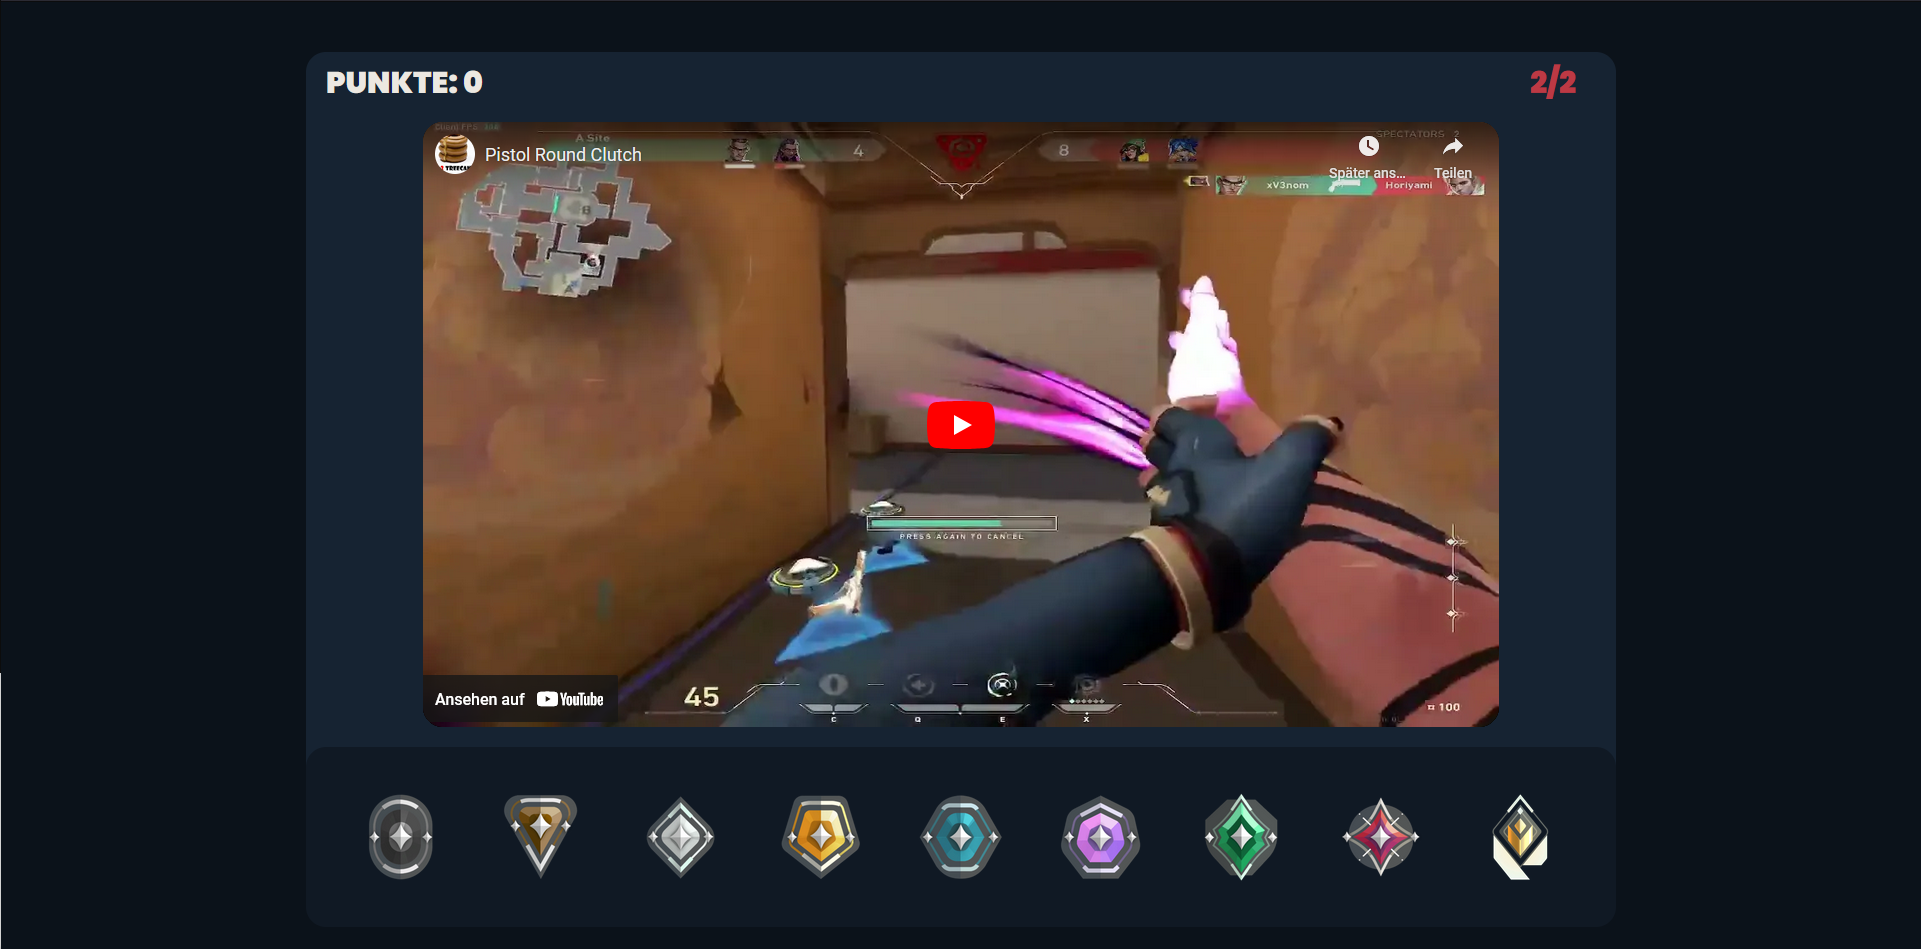 PUNKTE: 0
2/2
A Site
Pistol Round Clutch
4
8
SPECTATORS 2
Später ans...
Teilen
xV3nom
Horiyami
B
A
PRESS AGAIN TO CANCEL
Ansehen auf YouTube
45
C
Q
E
X
100